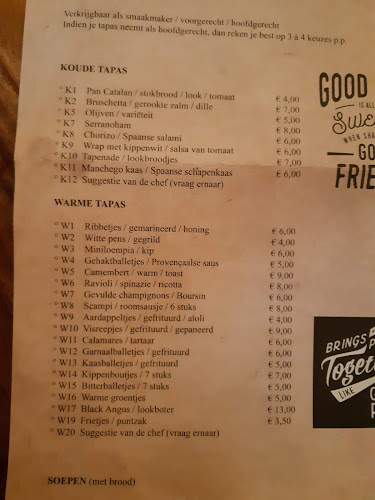 Verkrijgbaar als smaakmaker / voorgerecht / hoofdgerecht
Indien je tapas neemt als hoofdgerecht, dan reken je best op 3 à 4 keuzes p.p.
KOUDE TAPAS
° K1 Pan Catalan / stokbrood / look / tomaat € 4,00
° K2 Bruschetta / gerookte zalm / dille € 7,00
° K5 Olijven / variëteit € 5,00
° K7 Serranoham € 8,00
° K8 Chorizo / Spaanse salami € 6,00
° K9 Wrap met kippenwit / salsa van tomaat € 6,00
° K10 Tapenade / lookbroodjes € 7,00
° K11 Manchego kaas / Spaanse schapenkaas € 6,00
° K12 Suggestie van de chef (vraag ernaar)
WARME TAPAS
° W1 Ribbetjes / gemarineerd / honing € 6,00
° W2 Witte pens / gegrild € 4,00
° W3 Miniloempia / kip € 6,00
° W4 Gehaktballetjes / Provençaalse saus € 5,00
° W5 Camembert / warm / toast € 9,00
° W6 Ravioli / spinazie / ricotta € 8,00
° W7 Gevulde champignons / Boursin € 9,00
° W8 Scampi / roomsausje / 6 stuks € 8,00
° W9 Aardappeltjes / gefrituurd / aïoli € 4,00
° W10 Visreepjes / gefrituurd / gepaneerd € 9,00
° W11 Calamares / tartaar € 6,00
° W12 Garnaalballetjes / gefrituurd € 6,00
° W13 Kaasballetjes / gefrituurd € 5,00
° W14 Kippenboutjes / 7 stuks € 7,00
° W15 Bitterballetjes / 7 stuks € 5,00
° W16 Warme groentjes € 5,00
° W17 Black Angus / lookboter € 13,00
° W19 Frietjes / puntzak € 3,50
° W20 Suggestie van de chef (vraag ernaar)
SOEPEN (met brood)
GOOD
IS ALL
Swe
WHEN SHA
GO
FRIE
BRINGS P
Togeth
LIKE